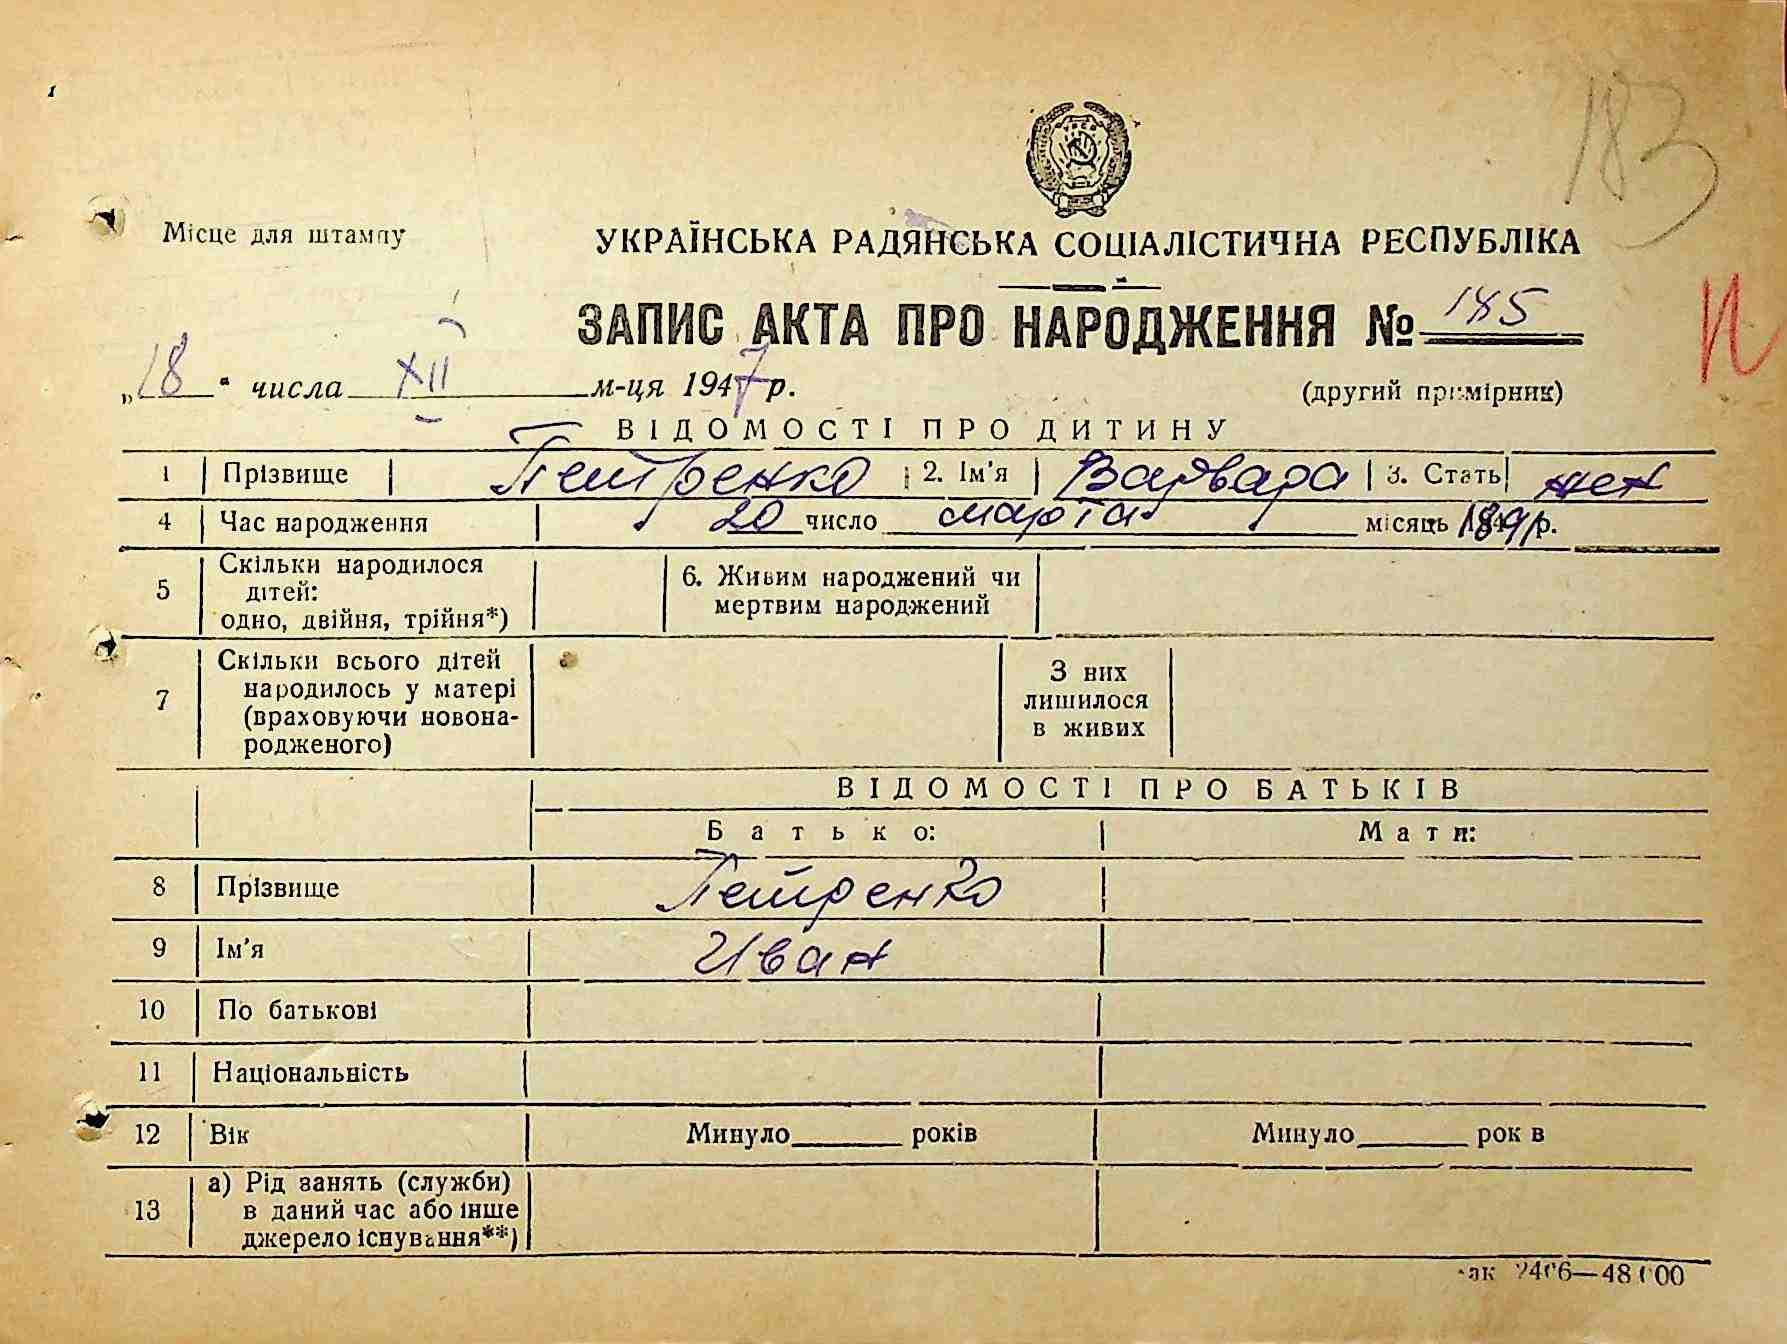 183
Місце для штампу
УКРАЇНСЬКА РАДЯНСЬКА СОЦІАЛІСТИЧНА РЕСПУБЛІКА
ЗАПИС АКТА ПРО НАРОДЖЕННЯ № 185
„18“ числа XII м-ця 1947 р.
(другий примірник)
ВІДОМОСТІ ПРО ДИТИНУ
1 Прізвище Петренко 2. Ім'я Варвара 3. Стать жен
4 Час народження 20 число марта місяць 1891 р.
5 Скільки народилося дітей: одно, двійня, трійня*) 6. Живим народжений чи мертвим народжений
7 Скільки всього дітей народилось у матері (враховуючи новонародженого) З них лишилося в живих
ВІДОМОСТІ ПРО БАТЬКІВ
Батько: Мати:
8 Прізвище Петренко
9 Ім'я Иван
10 По батькові
11 Національність
12 Вік Минуло______ років Минуло______ рок в
13 а) Рід занять (служби) в даний час або інше джерело існування**)